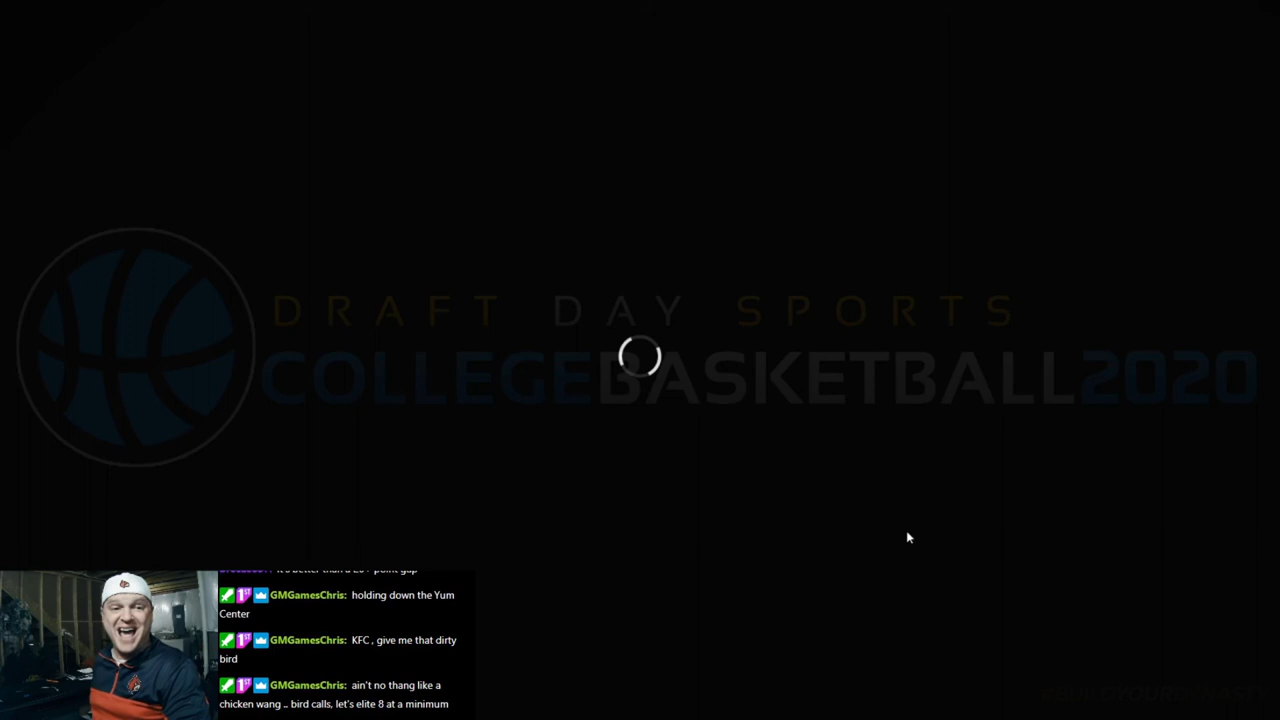 DRAFT DAY SPORTS
COLLEGEBASKETBALL2020
GMGamesChris: holding down the Yum
Center
GMGamesChris: KFC , give me that dirty
bird
GMGamesChris: ain't no thang like a
chicken wang .. bird calls, let's elite 8 at a minimum